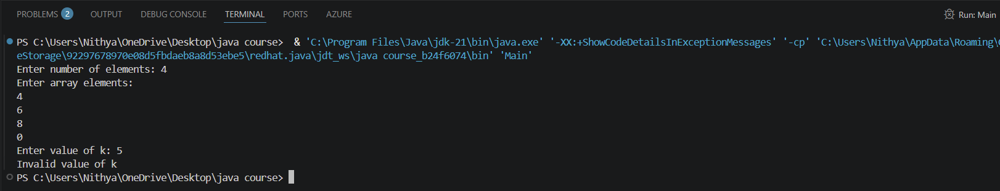 PROBLEMS 2 OUTPUT DEBUG CONSOLE TERMINAL PORTS AZURE Run: Main
PS C:\Users\Nithya\OneDrive\Desktop\java course> & 'C:\Program Files\Java\jdk-21\bin\java.exe' '-XX:+ShowCodeDetailsInExceptionMessages' '-cp' 'C:\Users\Nithya\AppData\Roaming\
eStorage\92297678970e08d5fbdaeb8a8d53ebe5\redhat.java\jdt_ws\java course_b24f6074\bin' 'Main'
Enter number of elements: 4
Enter array elements:
4
6
8
0
Enter value of k: 5
Invalid value of k
PS C:\Users\Nithya\OneDrive\Desktop\java course>